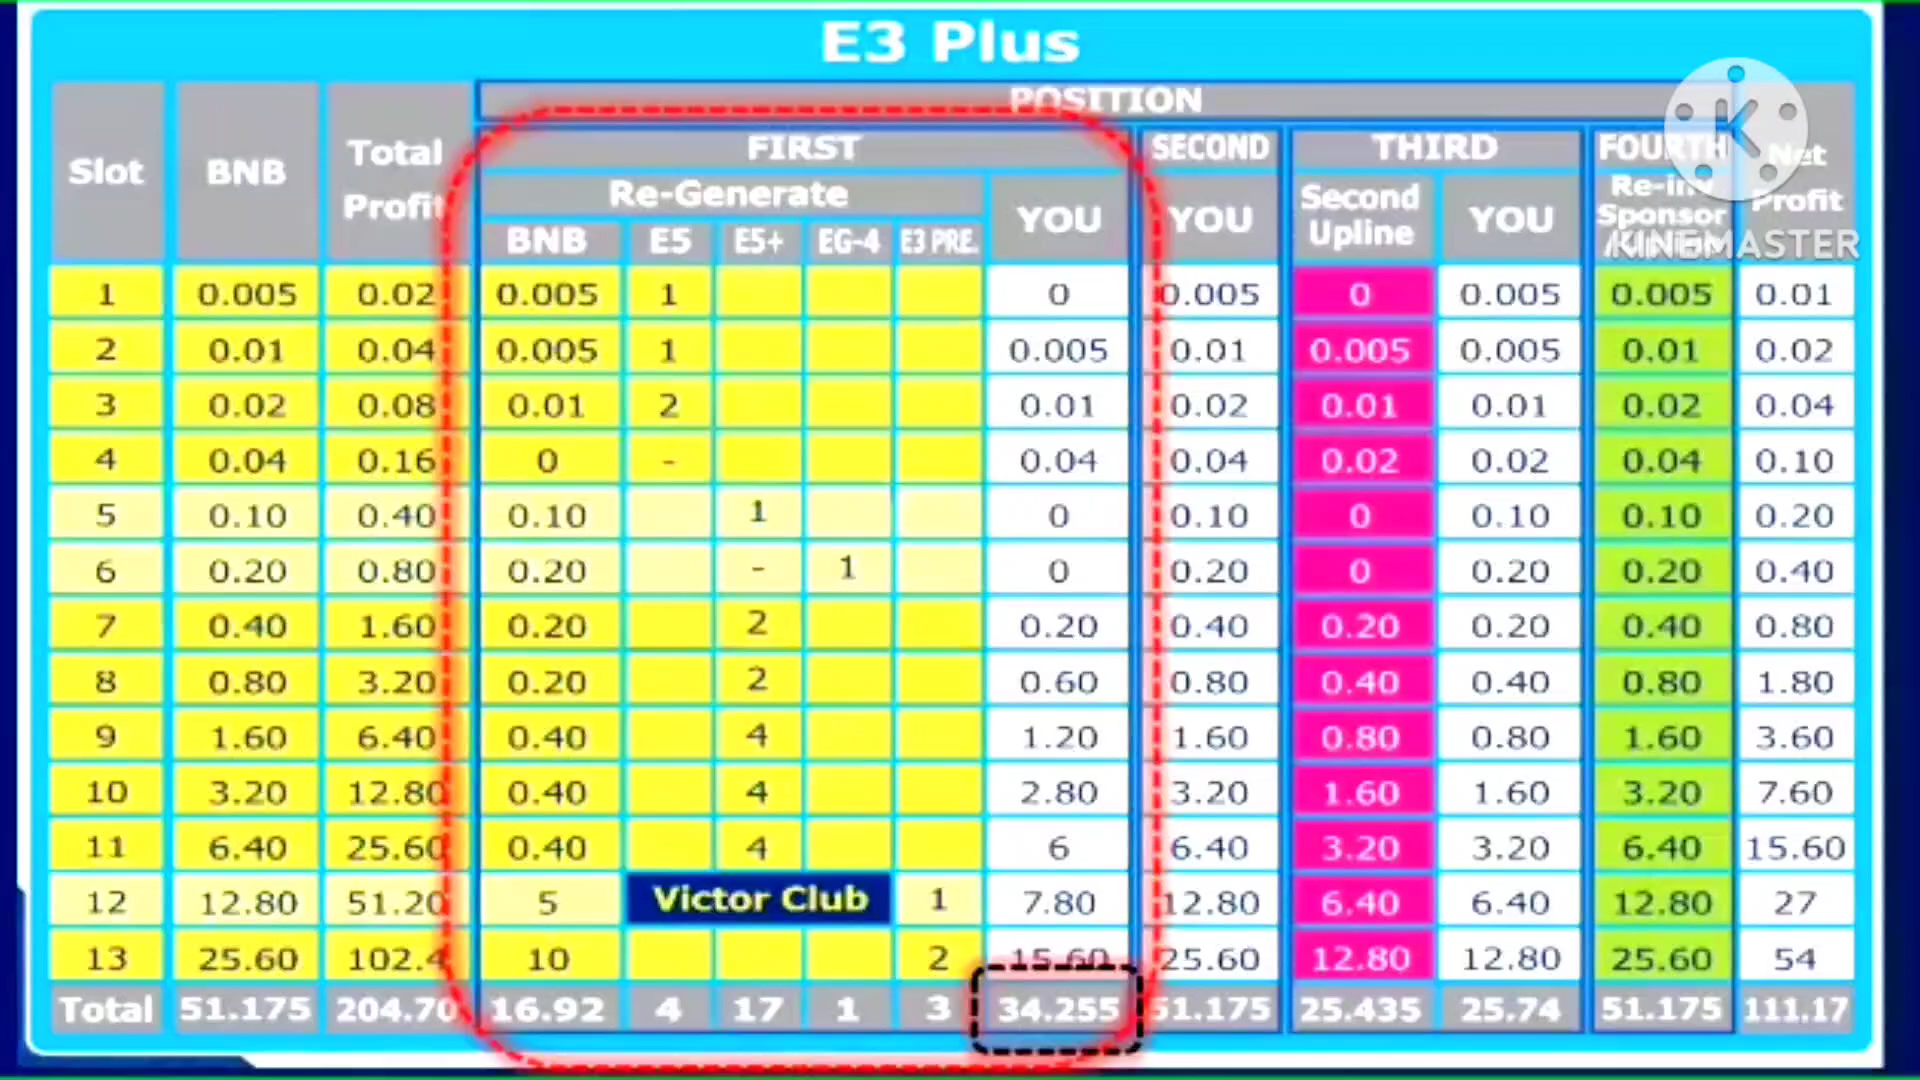 E3 Plus
POSITION
Slot BNB Total Profit FIRST SECOND THIRD FOURTH Net Profit
Re-Generate YOU YOU Second Upline YOU Re-inv Sponsor
BNB E5 E5+ EG-4 E3 PRE.
KINEMASTER
1 0.005 0.02 0.005 1 0 0.005 0 0.005 0.005 0.01
2 0.01 0.04 0.005 1 0.005 0.01 0.005 0.005 0.01 0.02
3 0.02 0.08 0.01 2 0.01 0.02 0.01 0.01 0.02 0.04
4 0.04 0.16 0 - 0.04 0.04 0.02 0.02 0.04 0.10
5 0.10 0.40 0.10 1 0 0.10 0 0.10 0.10 0.20
6 0.20 0.80 0.20 - 1 0 0.20 0 0.20 0.20 0.40
7 0.40 1.60 0.20 2 0.20 0.40 0.20 0.20 0.40 0.80
8 0.80 3.20 0.20 2 0.60 0.80 0.40 0.40 0.80 1.80
9 1.60 6.40 0.40 4 1.20 1.60 0.80 0.80 1.60 3.60
10 3.20 12.80 0.40 4 2.80 3.20 1.60 1.60 3.20 7.60
11 6.40 25.60 0.40 4 6 6.40 3.20 3.20 6.40 15.60
12 12.80 51.20 5 Victor Club 1 7.80 12.80 6.40 6.40 12.80 27
13 25.60 102.4 10 2 15.60 25.60 12.80 12.80 25.60 54
Total 51.175 204.70 16.92 4 17 1 3 34.255 51.175 25.435 25.74 51.175 111.17